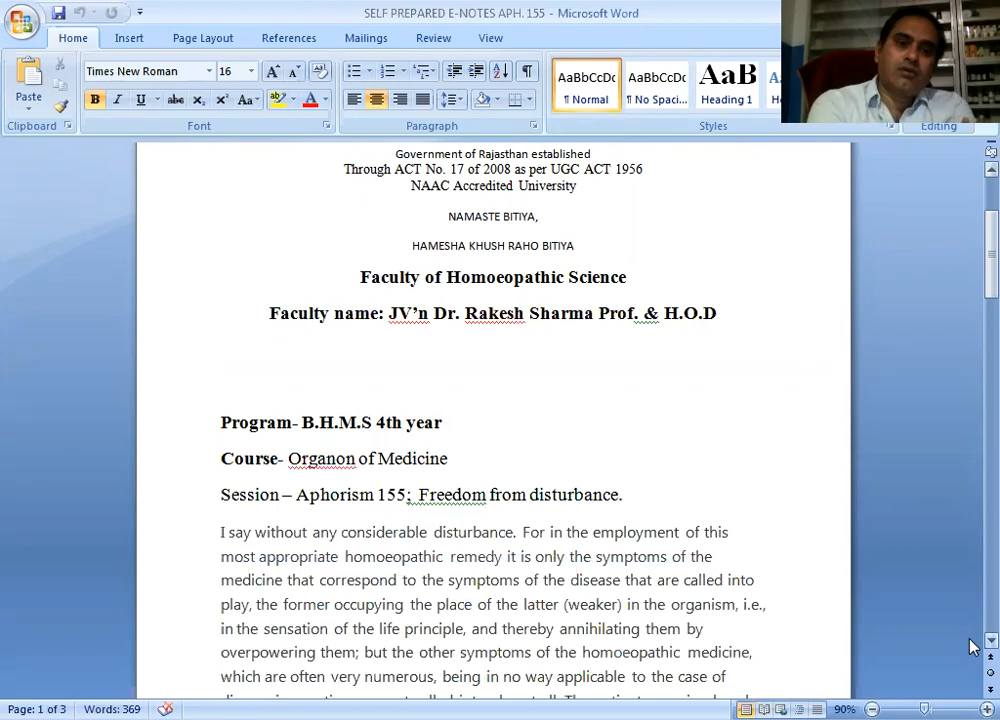 SELF PREPARED E-NOTES APH. 155 - Microsoft Word
Home Insert Page Layout References Mailings Review View
Paste
Times New Roman 16
B I U abc X₂ X² Aa A
AaBbCcDc AaBbCcDc AaBb
¶ Normal ¶ No Spaci... Heading 1
Clipboard Font Paragraph Styles Editing
Government of Rajasthan established
Through ACT No. 17 of 2008 as per UGC ACT 1956
NAAC Accredited University
NAMASTE BITIYA,
HAMESHA KHUSH RAHO BITIYA
Faculty of Homoeopathic Science
Faculty name: JV’n Dr. Rakesh Sharma Prof. & H.O.D
Program- B.H.M.S 4th year
Course- Organon of Medicine
Session – Aphorism 155; Freedom from disturbance.
I say without any considerable disturbance. For in the employment of this
most appropriate homoeopathic remedy it is only the symptoms of the
medicine that correspond to the symptoms of the disease that are called into
play, the former occupying the place of the latter (weaker) in the organism, i.e.,
in the sensation of the life principle, and thereby annihilating them by
overpowering them; but the other symptoms of the homoeopathic medicine,
which are often very numerous, being in no way applicable to the case of
Page: 1 of 3 Words: 369 90%